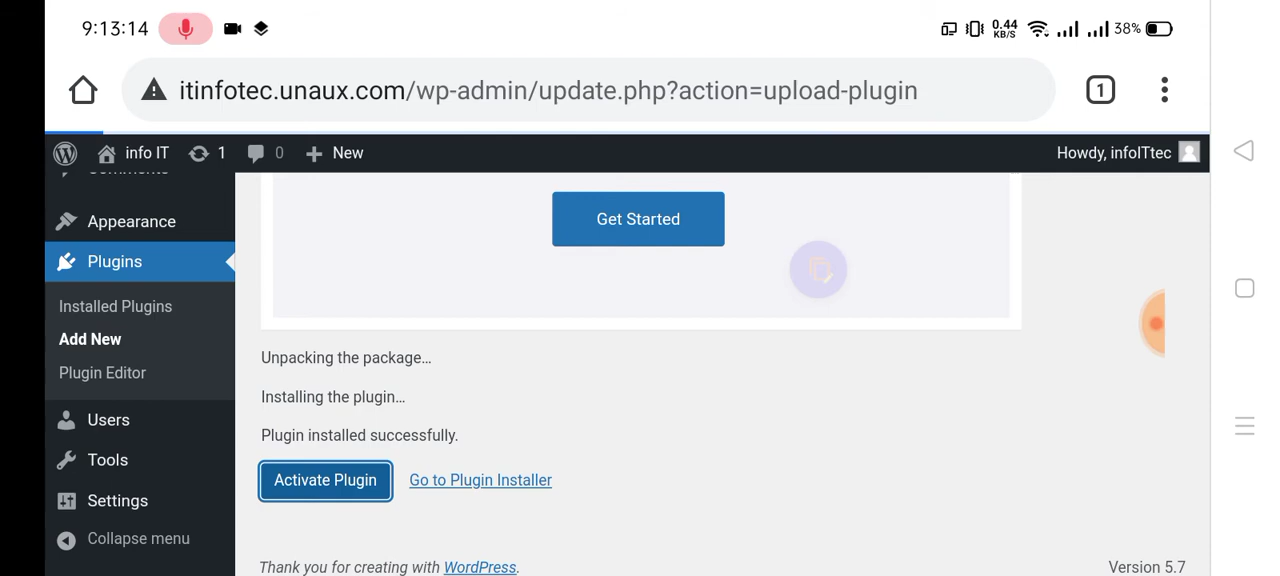 9:13:14
0.44
KB/S
38%
itinfotec.unaux.com/wp-admin/update.php?action=upload-plugin
1
info IT
1
0
New
Howdy, infoITtec
Comments
Appearance
Plugins
Installed Plugins
Add New
Plugin Editor
Users
Tools
Settings
Collapse menu
Get Started
Unpacking the package…
Installing the plugin…
Plugin installed successfully.
Activate Plugin
Go to Plugin Installer
Thank you for creating with WordPress.
Version 5.7